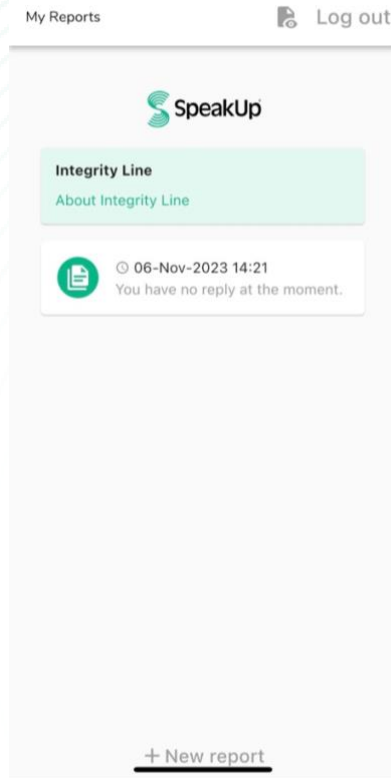 My Reports
Log out
SpeakUp
Integrity Line
About Integrity Line
06-Nov-2023 14:21
You have no reply at the moment.
+ New report